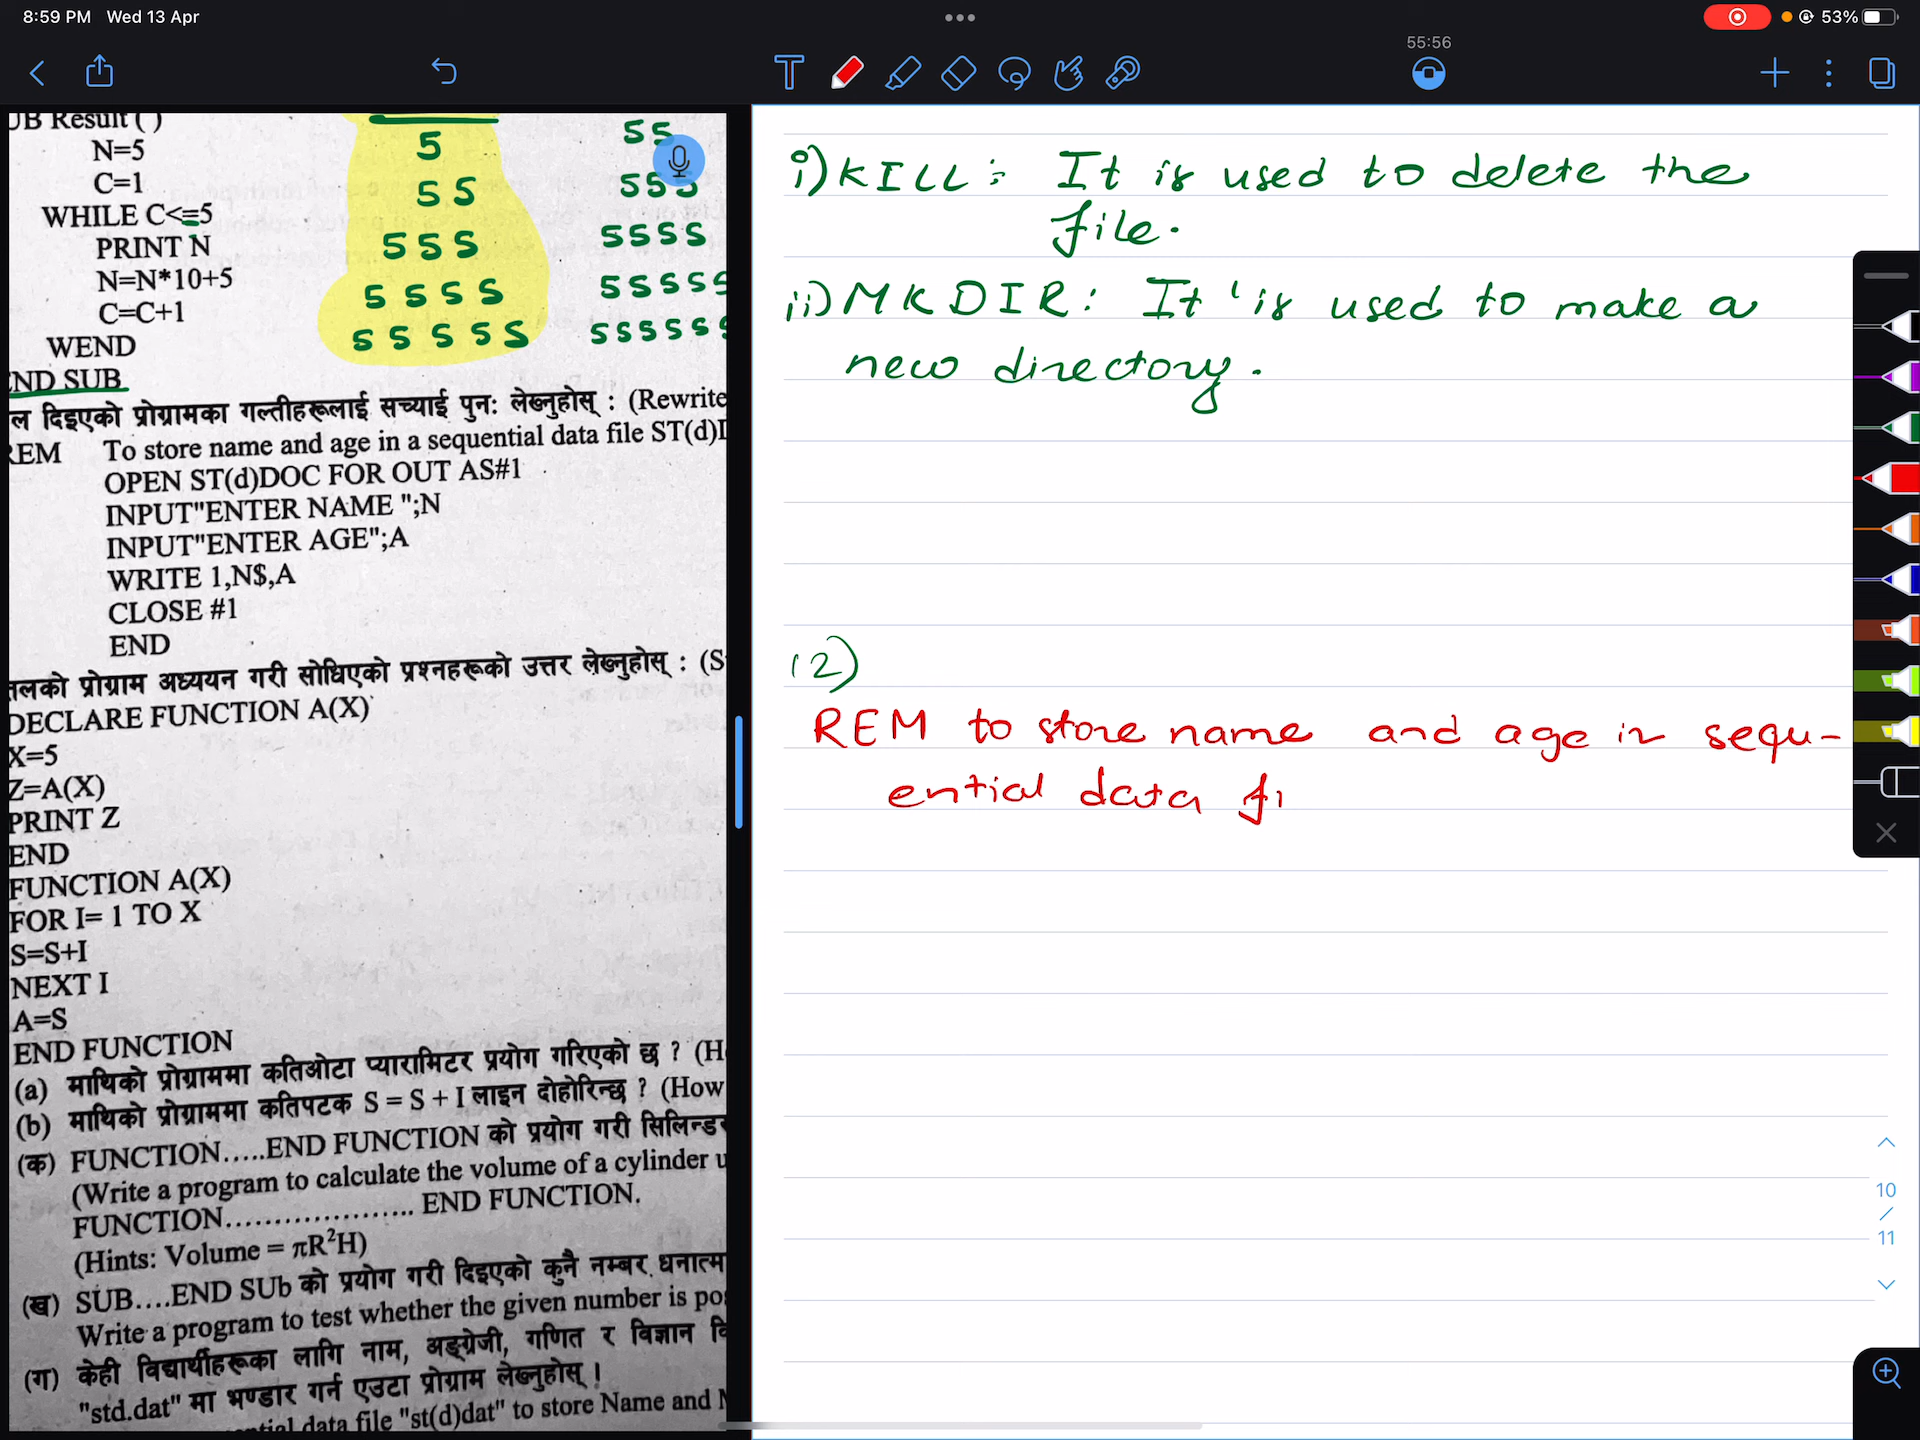 8:59 PM Wed 13 Apr
53%
55:56
UB Result ( )
N=5
C=1
WHILE C<=5
PRINT N
N=N*10+5
C=C+1
WEND
END SUB
5
5 5
5 5 5
5 5 5 5
5 5 5 5 5
55
555
5555
55555
555555
ल दिइएको प्रोग्रामका गल्तीहरूलाई सच्याई पुन: लेख्नुहोस् : (Rewrite
REM To store name and age in a sequential data file ST(d)D
OPEN ST(d)DOC FOR OUT AS#1
INPUT"ENTER NAME ";N
INPUT"ENTER AGE";A
WRITE 1,N$,A
CLOSE #1
END
तलको प्रोग्राम अध्ययन गरी सोधिएको प्रश्नहरूको उत्तर लेख्नुहोस् : (S
DECLARE FUNCTION A(X)
X=5
Z=A(X)
PRINT Z
END
FUNCTION A(X)
FOR I= 1 TO X
S=S+I
NEXT I
A=S
END FUNCTION
(a) माथिको प्रोग्राममा कतिओटा प्यारामिटर प्रयोग गरिएको छ ? (H
(b) माथिको प्रोग्राममा कतिपटक S = S + I लाइन दोहोरिन्छ ? (How
(क) FUNCTION.....END FUNCTION को प्रयोग गरी सिलिन्डर
(Write a program to calculate the volume of a cylinder u
FUNCTION.................... END FUNCTION.
(Hints: Volume = πR²H)
(ख) SUB....END SUb को प्रयोग गरी दिइएको कुनै नम्बर धनात्म
Write a program to test whether the given number is pos
(ग) केही विद्यार्थीहरूका लागि नाम, अङ्ग्रेजी, गणित र विज्ञान वि
"std.dat" मा भण्डार गर्न एउटा प्रोग्राम लेख्नुहोस् ।
ntial data file "st(d)dat" to store Name and M
i) KILL: It is used to delete the
file.
ii) MKDIR: It is used to make a
new directory.
12)
REM to store name and age in sequ-
ential data fi
10
/
11